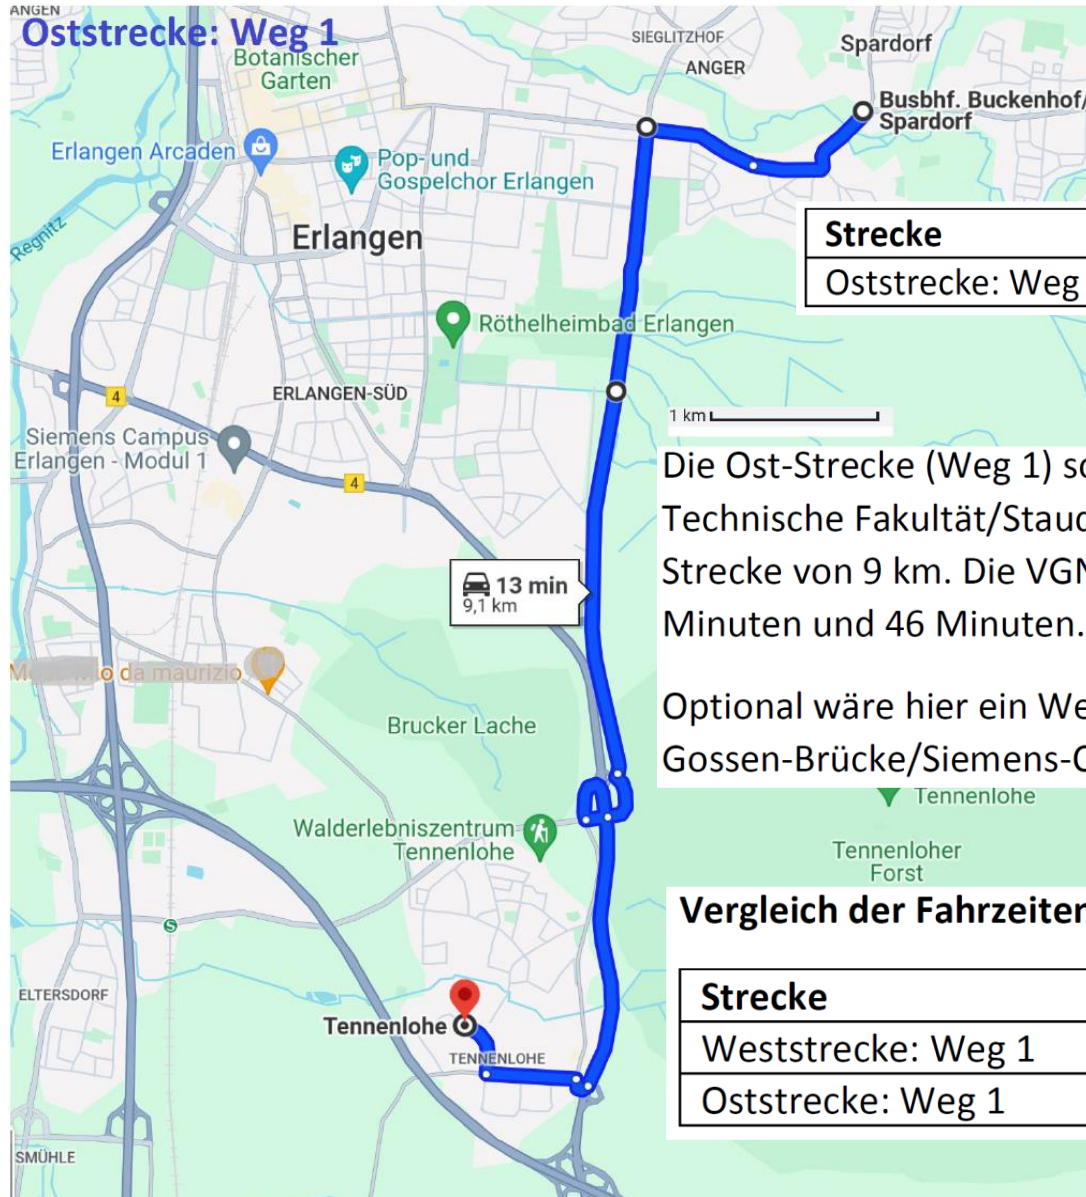 ANGEN
Oststrecke: Weg 1
SIEGLITZHOF
Spardorf
Botanischer
Garten
ANGER
Busbhf. Buckenhof/
Spardorf
Erlangen Arcaden
Pop- und
Gospelchor Erlangen
Regnitz
Erlangen
Strecke
Oststrecke: Weg
Röthelheimbad Erlangen
ERLANGEN-SÜD
4
1 km
Siemens Campus
Erlangen - Modul 1
4
Die Ost-Strecke (Weg 1) so
Technische Fakultät/Staud
Strecke von 9 km. Die VGN
Minuten und 46 Minuten.
13 min
9,1 km
da maurizio
Optional wäre hier ein We
Gossen-Brücke/Siemens-C
Brucker Lache
Tennenlohe
Walderlebniszentrum
Tennenlohe
Tennenloher
Forst
Vergleich der Fahrzeiten
S
ELTERSDORF
Strecke
Weststrecke: Weg 1
Oststrecke: Weg 1
Tennenlohe
TENNENLOHE
SMÜHLE